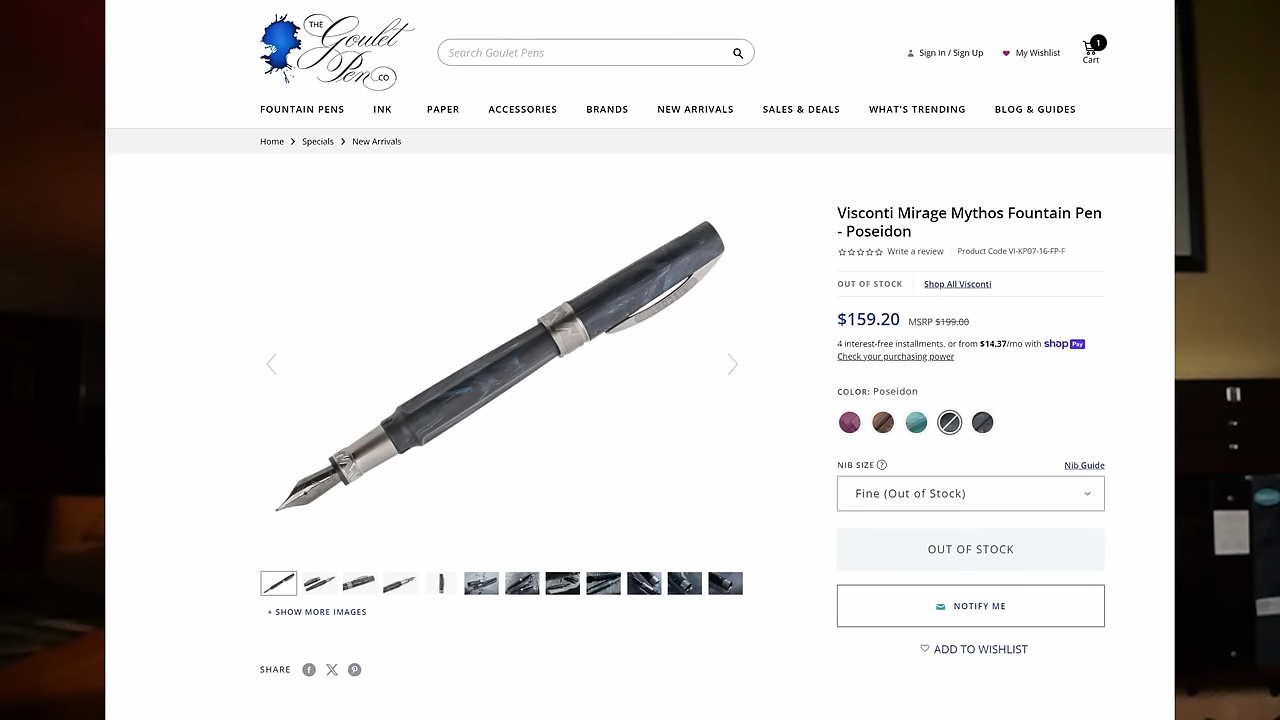 THE
Goulet
Pen CO
Search Goulet Pens
Sign In / Sign Up
My Wishlist
1
Cart
FOUNTAIN PENS
INK
PAPER
ACCESSORIES
BRANDS
NEW ARRIVALS
SALES & DEALS
WHAT'S TRENDING
BLOG & GUIDES
Home
Specials
New Arrivals
Visconti Mirage Mythos Fountain Pen
- Poseidon
Write a review
Product Code VI-KP07-16-FP-F
OUT OF STOCK
Shop All Visconti
$159.20 MSRP $199.00
4 interest-free installments, or from $14.37/mo with shop Pay
Check your purchasing power
COLOR: Poseidon
NIB SIZE ?
Nib Guide
Fine (Out of Stock)
OUT OF STOCK
NOTIFY ME
ADD TO WISHLIST
+ SHOW MORE IMAGES
SHARE